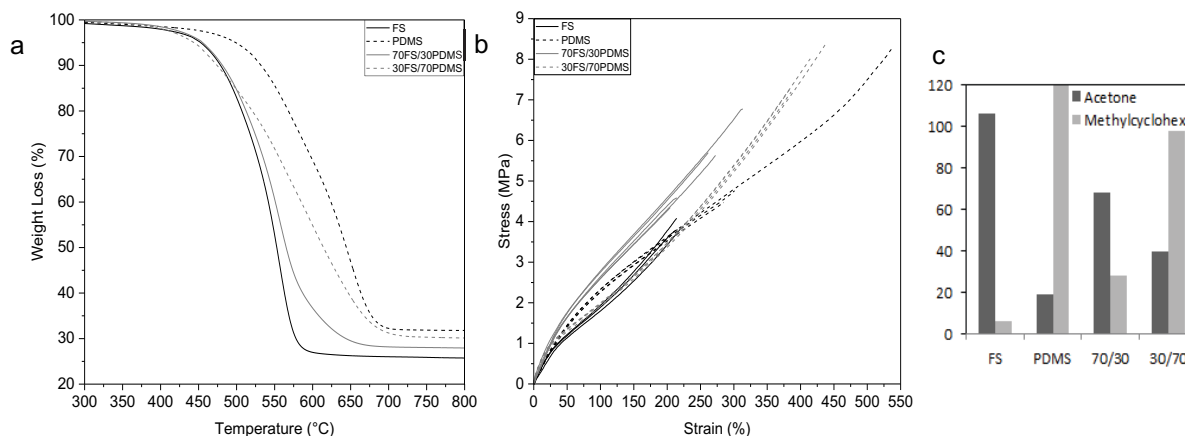 a
Weight Loss (%)
100
90
80
70
60
50
40
30
20
300 350 400 450 500 550 600 650 700 750 800
Temperature (°C)
FS
PDMS
70FS/30PDMS
30FS/70PDMS
b
Stress (MPa)
9
8
7
6
5
4
3
2
1
0
0 50 100 150 200 250 300 350 400 450 500 550
Strain (%)
FS
PDMS
70FS/30PDMS
30FS/70PDMS
c
120
100
80
60
40
20
0
Acetone
Methylcyclohex
FS PDMS 70/30 30/70